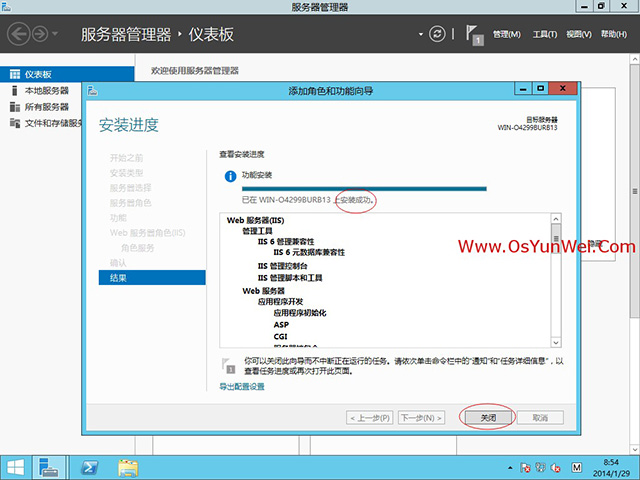 服务器管理器
服务器管理器 · 仪表板
1
管理(M)
工具(T)
视图(V)
帮助(H)
仪表板
本地服务器
所有服务器
文件和存储服务
欢迎使用服务器管理器
添加角色和功能向导
安装进度
目标服务器
WIN-O4299BURB13
开始之前
安装类型
服务器选择
服务器角色
功能
Web 服务器角色(IIS)
角色服务
确认
结果
查看安装进度
功能安装
已在 WIN-O4299BURB13 上安装成功。
Web 服务器(IIS)
管理工具
IIS 6 管理兼容性
IIS 6 元数据库兼容性
IIS 管理控制台
IIS 管理脚本和工具
Web 服务器
应用程序开发
应用程序初始化
ASP
CGI
Www.OsYunWei.Com
隐藏
1
你可以关闭此向导而不中断正在运行的任务。请依次单击命令栏中的"通知"和"任务详细信息"，以
查看任务进度或再次打开此页面。
导出配置设置
< 上一步(P)
下一步(N) >
关闭
取消
M
8:54
2014/1/29